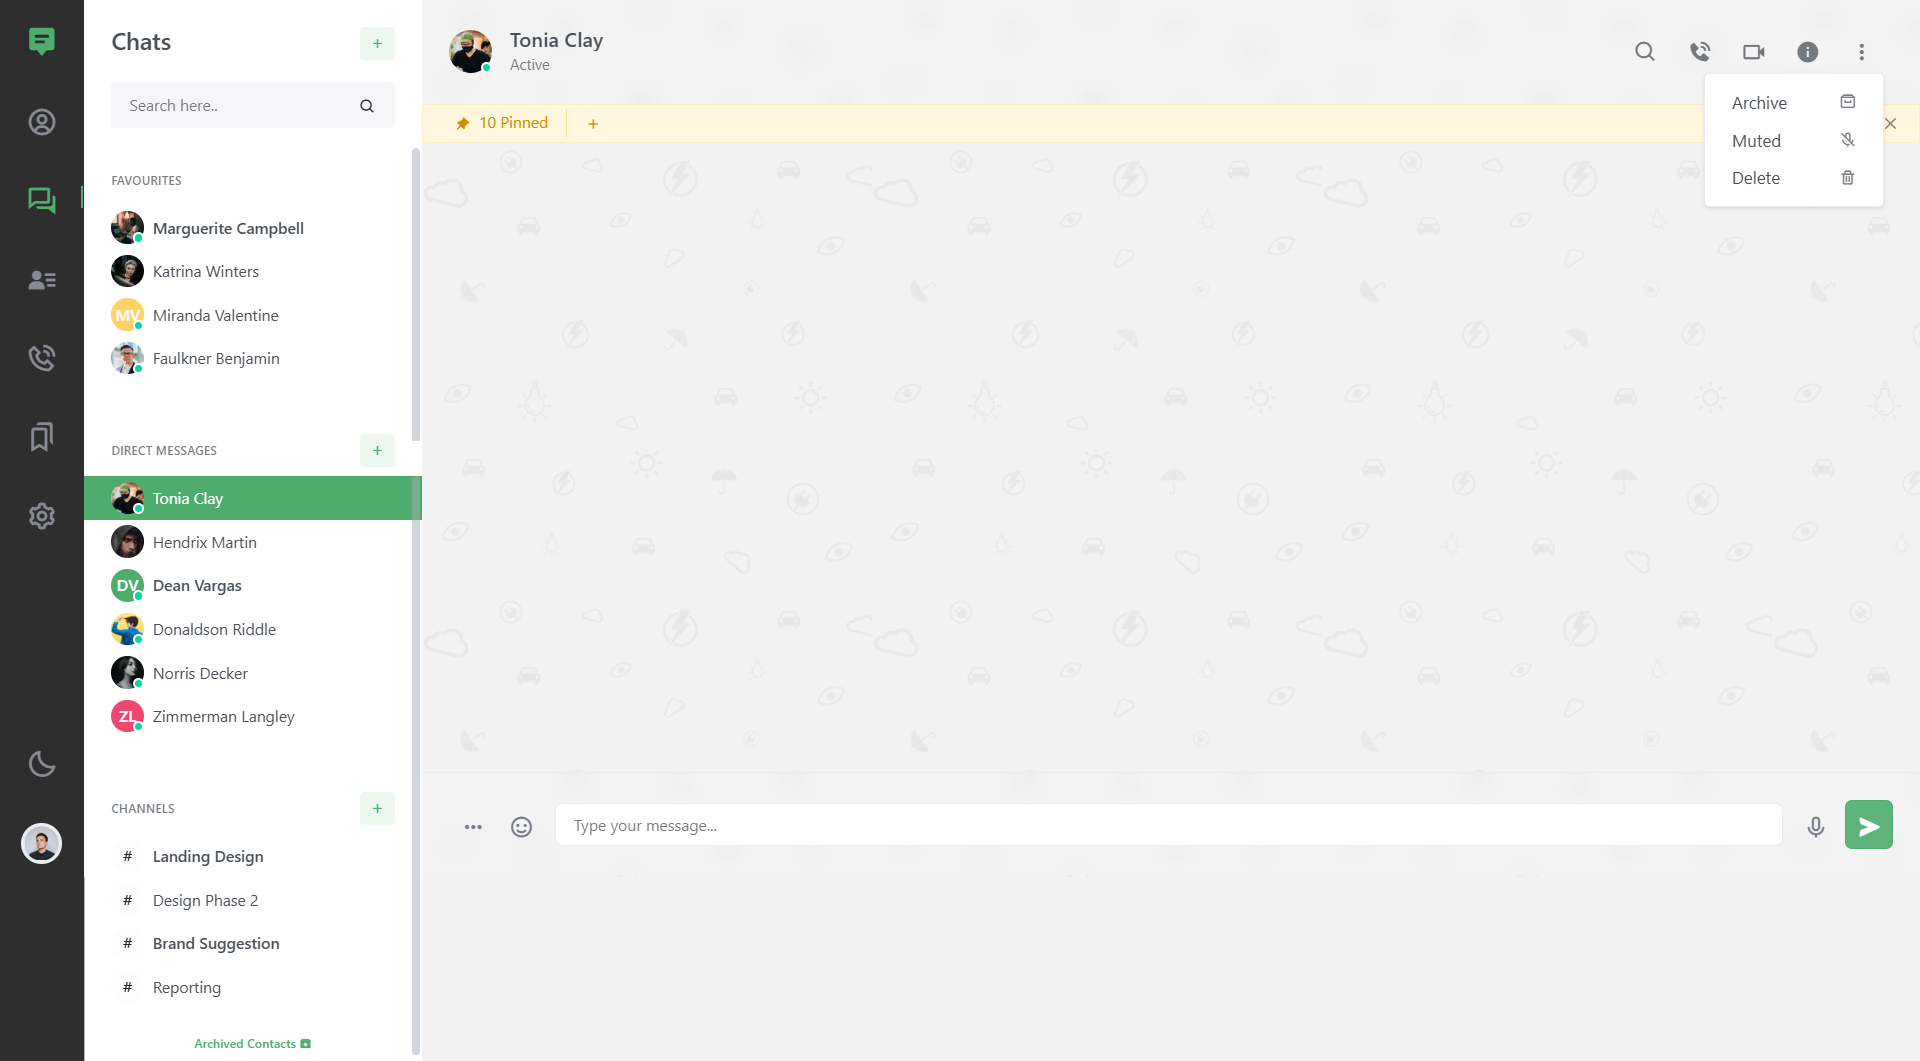 Chats
+
Search here..
FAVOURITES
Marguerite Campbell
Katrina Winters
MV
Miranda Valentine
Faulkner Benjamin
DIRECT MESSAGES
+
Tonia Clay
Hendrix Martin
DV
Dean Vargas
Donaldson Riddle
Norris Decker
ZL
Zimmerman Langley
CHANNELS
+
# Landing Design
# Design Phase 2
# Brand Suggestion
# Reporting
Archived Contacts
Tonia Clay
Active
10 Pinned
+
Archive
Muted
Delete
Type your message...